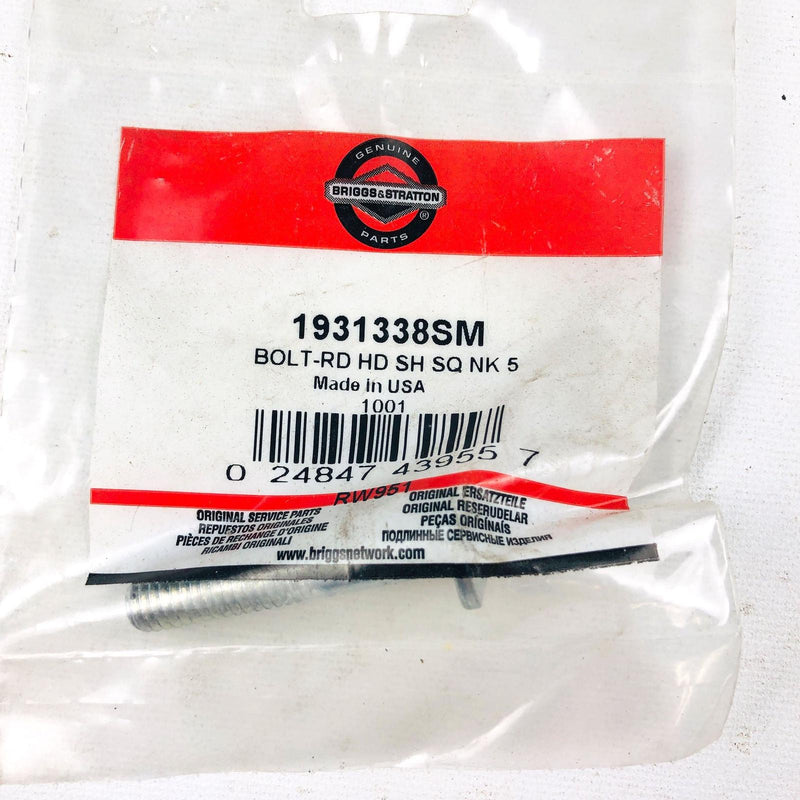 GENUINE
BRIGGS&STRATTON®
PARTS
1931338SM
BOLT-RD HD SH SQ NK 5
Made in USA
1001
0 24847 43955 7
RW951
ORIGINAL SERVICE PARTS
REPUESTOS ORIGINALES
PIÈCES DE RECHANGE D'ORIGINE
RICAMBI ORIGINALI
ORIGINAL ERSATZTEILE
ORIGINAL RESERUDELAR
PEÇAS ORIGINAIS
ПОДЛИННЫЕ СЕРВИСНЫЕ ИЗДЕЛИЯ
www.briggsnetwork.com